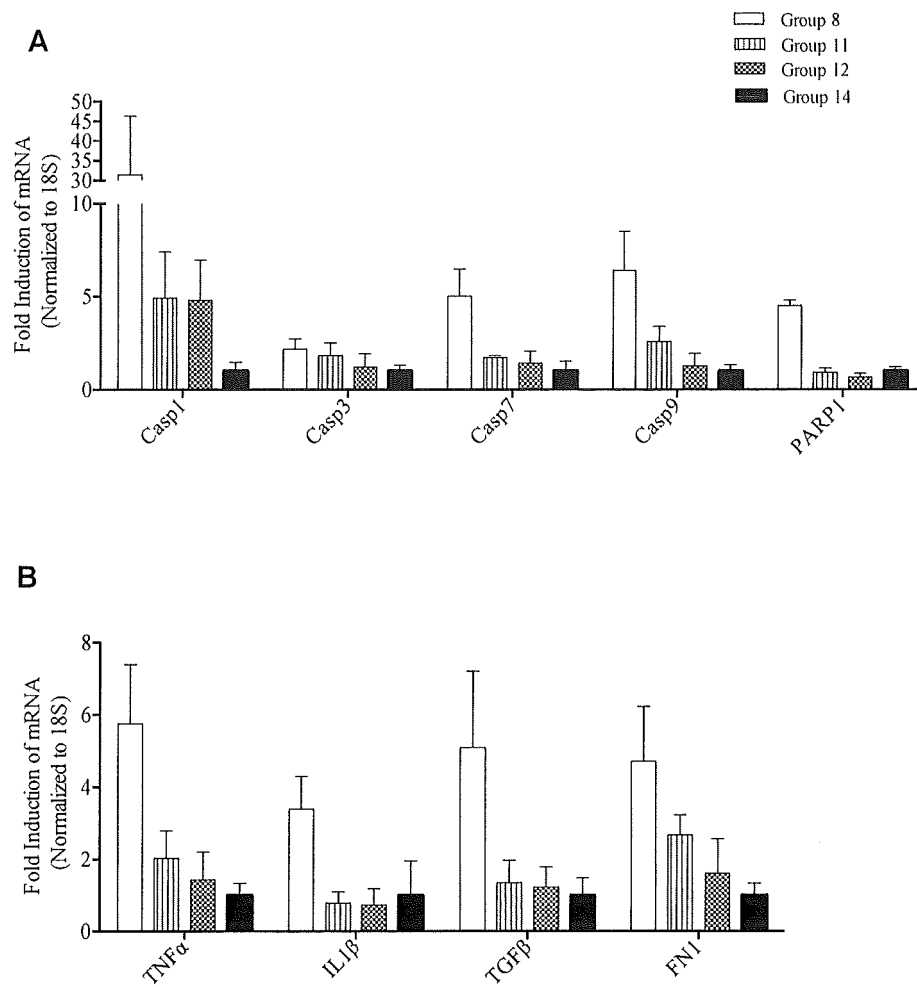 A
Group 8
Group 11
Group 12
Group 14
Fold Induction of mRNA
(Normalized to 18S)
50
45
40
35
30
10
5
0
Casp1
Casp3
Casp7
Casp9
PARP1
B
Fold Induction of mRNA
(Normalized to 18S)
8
6
4
2
0
TNFα
IL1β
TGFβ
FN1